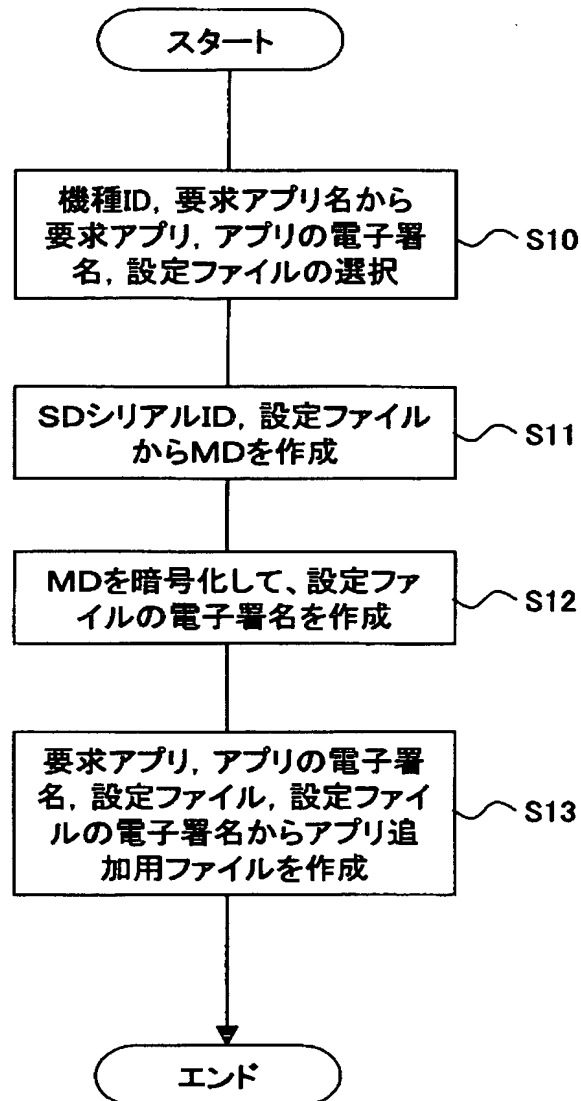 スタート
機種ID, 要求アプリ名から
要求アプリ, アプリの電子署
名, 設定ファイルの選択
S10
SDシリアルID, 設定ファイル
からMDを作成
S11
MDを暗号化して、設定ファ
イルの電子署名を作成
S12
要求アプリ, アプリの電子署
名, 設定ファイル, 設定ファイ
ルの電子署名からアプリ追
加用ファイルを作成
S13
エンド